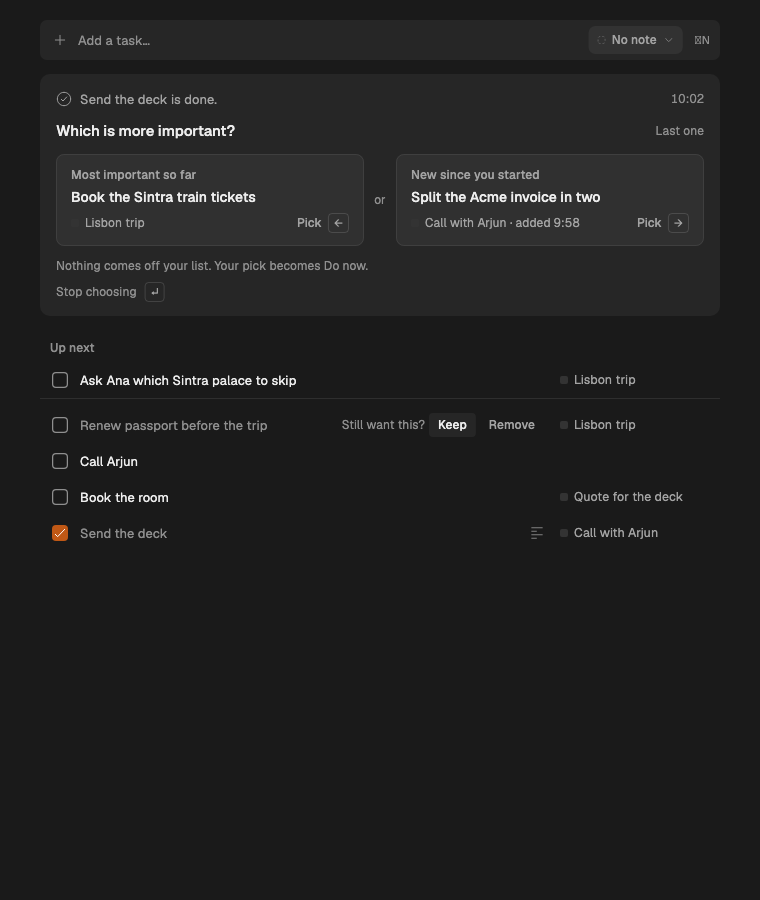 Add a task…
No note
N
Send the deck is done.
10:02
Which is more important?
Last one
Most important so far
Book the Sintra train tickets
Lisbon trip
Pick ←
or
New since you started
Split the Acme invoice in two
Call with Arjun · added 9:58
Pick →
Nothing comes off your list. Your pick becomes Do now.
Stop choosing ↵
Up next
Ask Ana which Sintra palace to skip
Lisbon trip
Renew passport before the trip
Still want this? Keep Remove
Lisbon trip
Call Arjun
Book the room
Quote for the deck
Send the deck
Call with Arjun